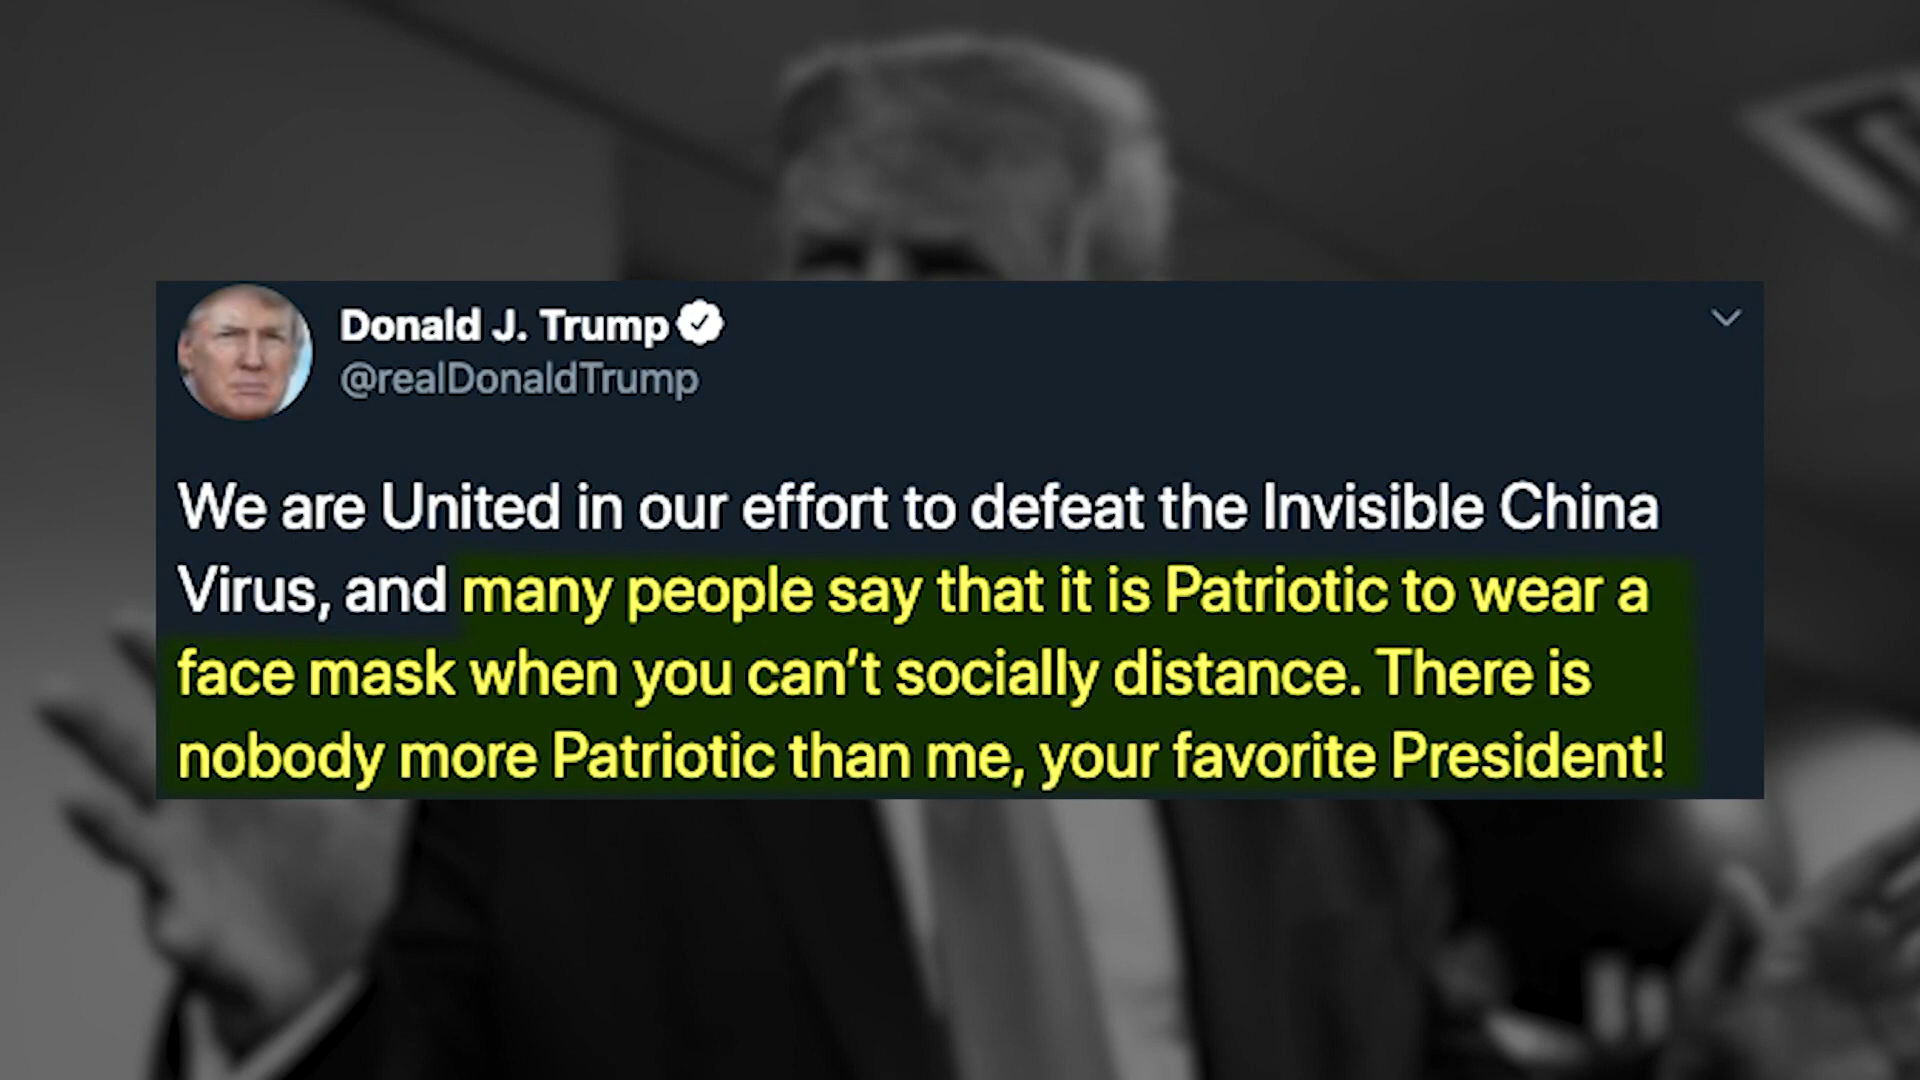 Donald J. Trump
@realDonaldTrump
We are United in our effort to defeat the Invisible China
Virus, and many people say that it is Patriotic to wear a
face mask when you can’t socially distance. There is
nobody more Patriotic than me, your favorite President!